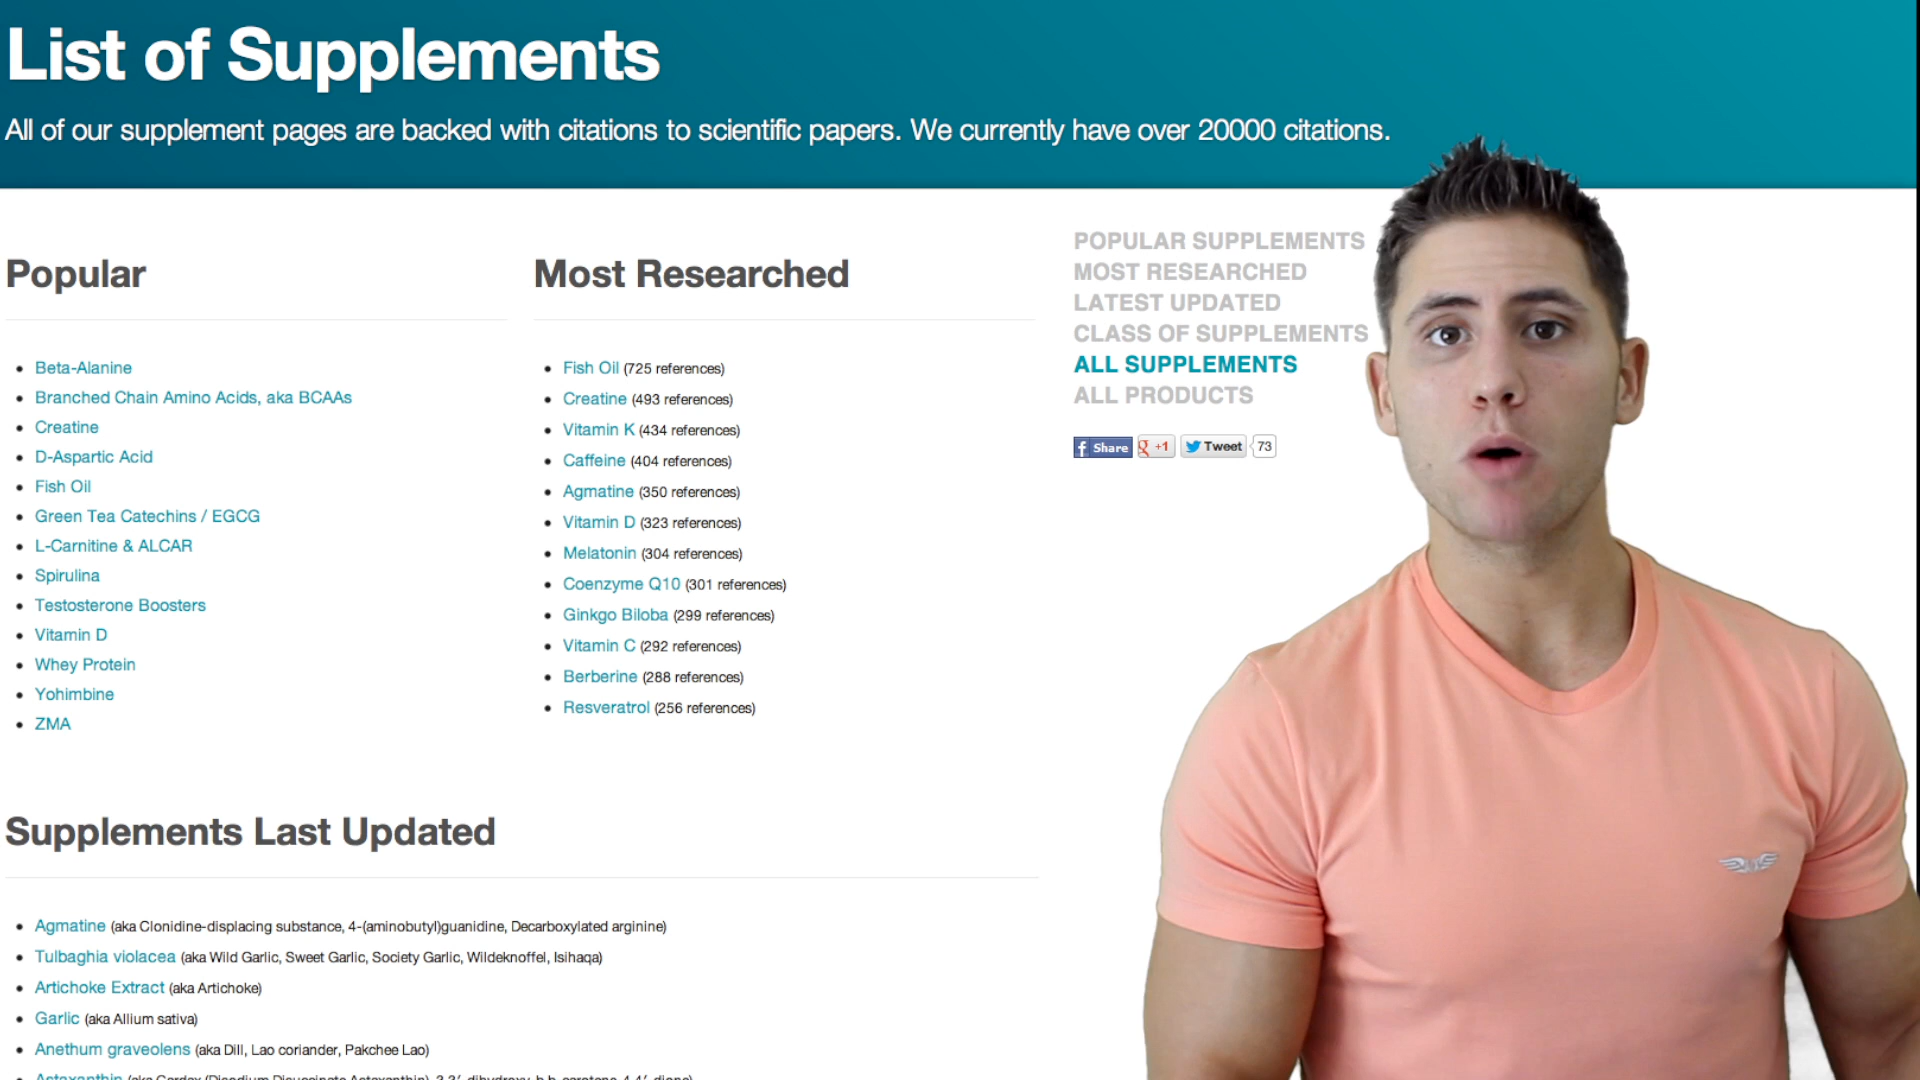 List of Supplements
All of our supplement pages are backed with citations to scientific papers. We currently have over 20000 citations.
Popular
Beta-Alanine
Branched Chain Amino Acids, aka BCAAs
Creatine
D-Aspartic Acid
Fish Oil
Green Tea Catechins / EGCG
L-Carnitine & ALCAR
Spirulina
Testosterone Boosters
Vitamin D
Whey Protein
Yohimbine
ZMA
Most Researched
Fish Oil (725 references)
Creatine (493 references)
Vitamin K (434 references)
Caffeine (404 references)
Agmatine (350 references)
Vitamin D (323 references)
Melatonin (304 references)
Coenzyme Q10 (301 references)
Ginkgo Biloba (299 references)
Vitamin C (292 references)
Berberine (288 references)
Resveratrol (256 references)
POPULAR SUPPLEMENTS
MOST RESEARCHED
LATEST UPDATED
CLASS OF SUPPLEMENTS
ALL SUPPLEMENTS
ALL PRODUCTS
f Share g +1 Tweet 73
Supplements Last Updated
Agmatine (aka Clonidine-displacing substance, 4-(aminobutyl)guanidine, Decarboxylated arginine)
Tulbaghia violacea (aka Wild Garlic, Sweet Garlic, Society Garlic, Wildeknoffel, Isihaqa)
Artichoke Extract (aka Artichoke)
Garlic (aka Allium sativa)
Anethum graveolens (aka Dill, Lao coriander, Pakchee Lao)
Astaxanthin (aka Cardax (Disodium Disuccinate Astaxanthin),